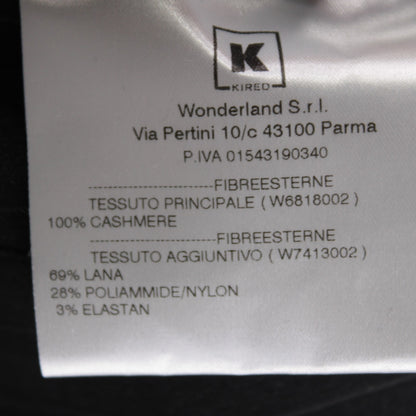 K
KIRED
Wonderland S.r.l.
Via Pertini 10/c 43100 Parma
P.IVA 01543190340
--------------------FIBREESTERNE
TESSUTO PRINCIPALE ( W6818002 )
100% CASHMERE
--------------------FIBREESTERNE
TESSUTO AGGIUNTIVO ( W7413002 )
69% LANA
28% POLIAMMIDE/NYLON
3% ELASTAN